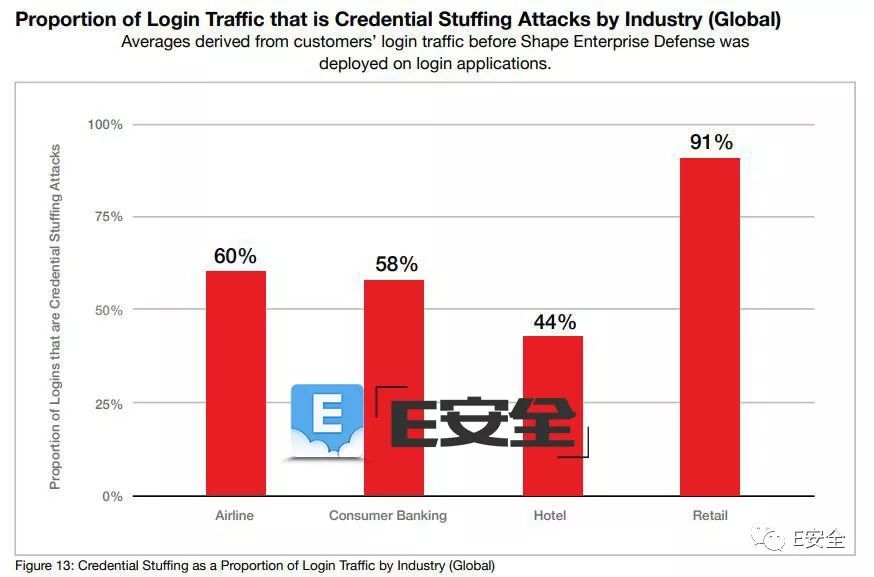 Proportion of Login Traffic that is Credential Stuffing Attacks by Industry (Global)
Averages derived from customers' login traffic before Shape Enterprise Defense was
deployed on login applications.
Proportion of Logins that are Credential Stuffing Attacks
100%
75%
50%
25%
0%
60%
58%
44%
91%
E
E安全
Airline
Consumer Banking
Hotel
Retail
E安全
Figure 13: Credential Stuffing as a Proportion of Login Traffic by Industry (Global)